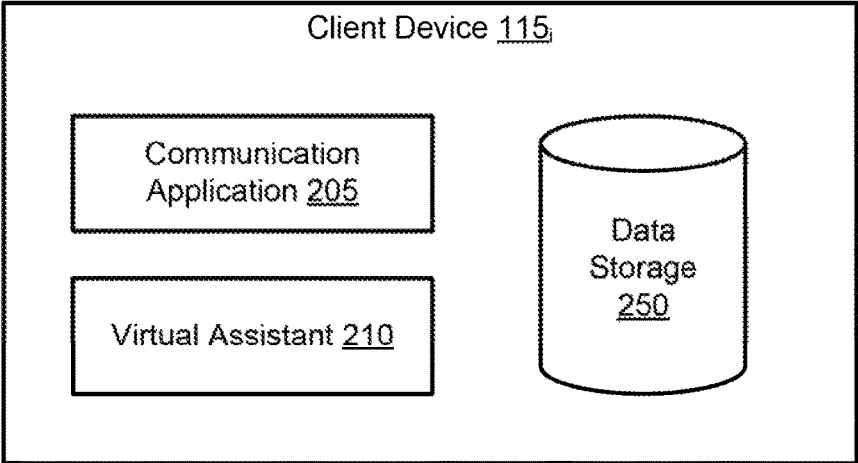 Client Device 115i
Communication
Application 205
Virtual Assistant 210
Data
Storage
250